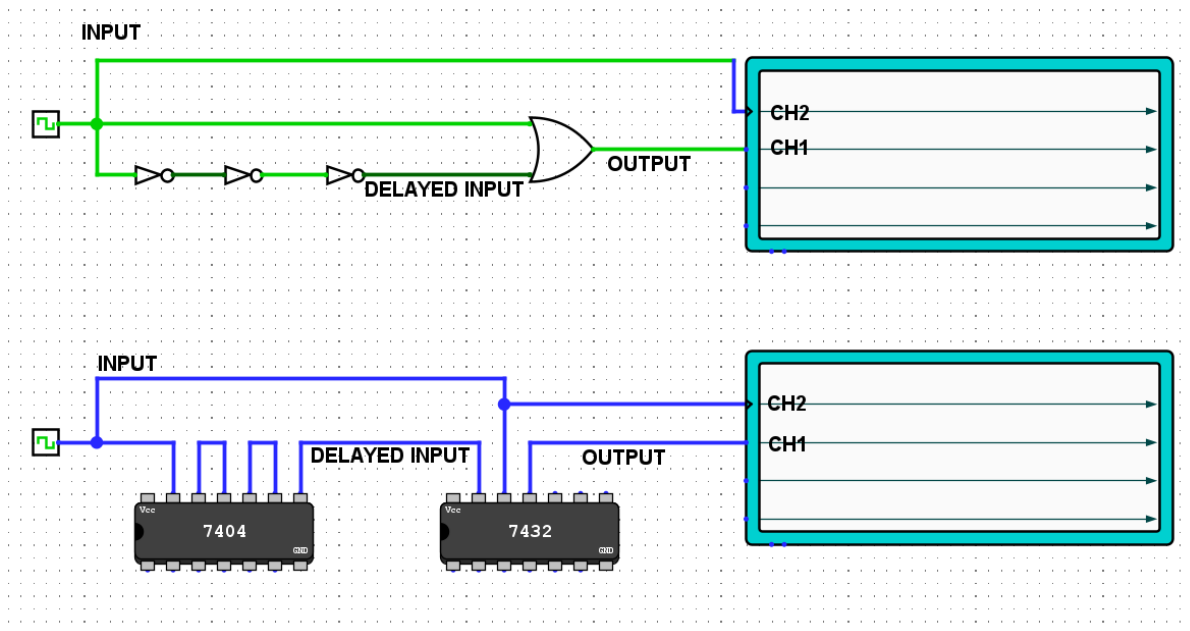 INPUT
CH2
CH1
OUTPUT
DELAYED INPUT
INPUT
CH2
CH1
DELAYED INPUT
OUTPUT
Vcc
7404
GND
Vcc
7432
GND